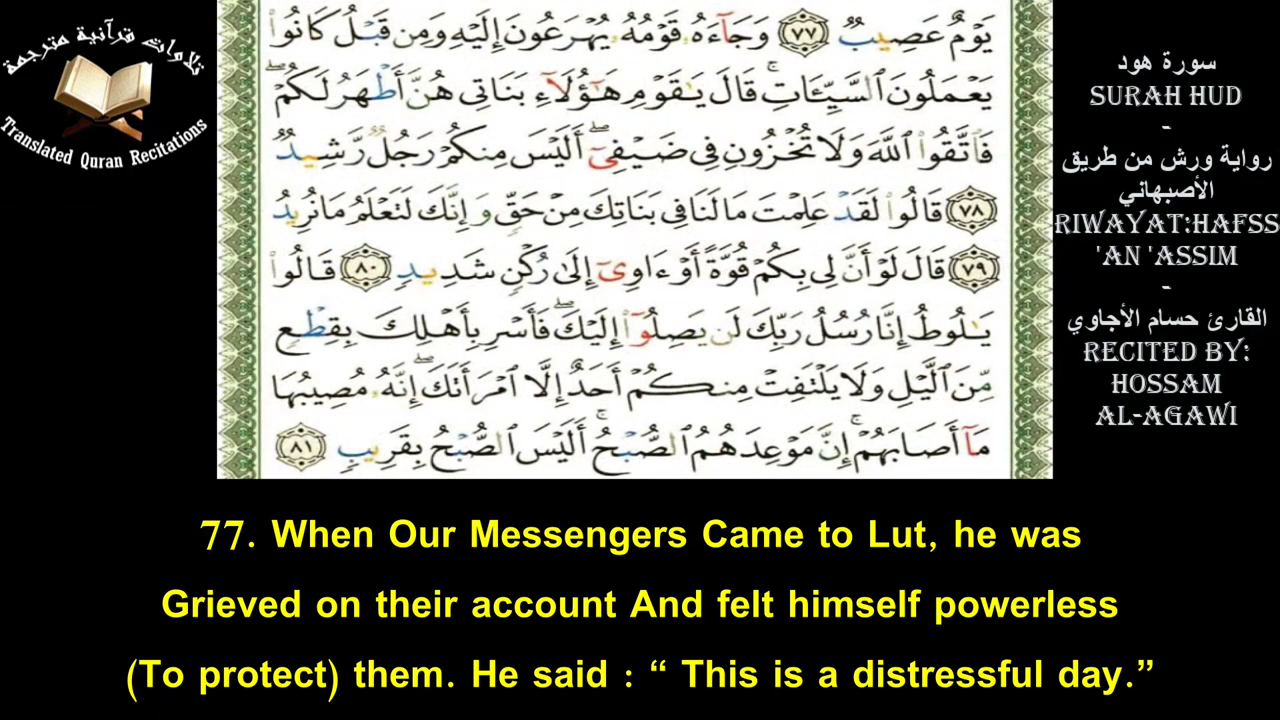 تلاوات قرآنية مترجمة
Translated Quran Recitations
يَوْمٌ عَصِيبٌ ٧٧ وَجَآءَهُۥ قَوْمُهُۥ يُهْرَعُونَ إِلَيْهِ وَمِن قَبْلُ كَانُوا۟
يَعْمَلُونَ ٱلسَّيِّـَٔاتِ ۚ قَالَ يَـٰقَوْمِ هَـٰٓؤُلَآءِ بَنَاتِى هُنَّ أَطْهَرُ لَكُمْ ۖ
فَٱتَّقُوا۟ ٱللَّهَ وَلَا تُخْزُونِ فِى ضَيْفِىٓ ۖ أَلَيْسَ مِنكُمْ رَجُلٌ رَّشِيدٌ
٧٨ قَالُوا۟ لَقَدْ عَلِمْتَ مَا لَنَا فِى بَنَاتِكَ مِنْ حَقٍّ وَإِنَّكَ لَتَعْلَمُ مَا نُرِيدُ
٧٩ قَالَ لَوْ أَنَّ لِى بِكُمْ قُوَّةً أَوْ ءَاوِىٓ إِلَىٰ رُكْنٍ شَدِيدٍ ٨٠ قَالُوا۟
يَـٰلُوطُ إِنَّا رُسُلُ رَبِّكَ لَن يَصِلُوٓا۟ إِلَيْكَ ۖ فَأَسْرِ بِأَهْلِكَ بِقِطْعٍ
مِّنَ ٱلَّيْلِ وَلَا يَلْتَفِتْ مِنكُمْ أَحَدٌ إِلَّا ٱمْرَأَتَكَ ۖ إِنَّهُۥ مُصِيبُهَا
مَآ أَصَابَهُمْ ۚ إِنَّ مَوْعِدَهُمُ ٱلصُّبْحُ ۚ أَلَيْسَ ٱلصُّبْحُ بِقَرِيبٍ ٨١
سورة هود
SURAH HUD
-
رواية ورش من طريق
الأصبهاني
RIWAYAT:HAFSS
'AN 'ASSIM
-
القارئ حسام الأجاوي
RECITED BY:
HOSSAM
AL-AGAWI
77. When Our Messengers Came to Lut, he was
Grieved on their account And felt himself powerless
(To protect) them. He said : “ This is a distressful day.”